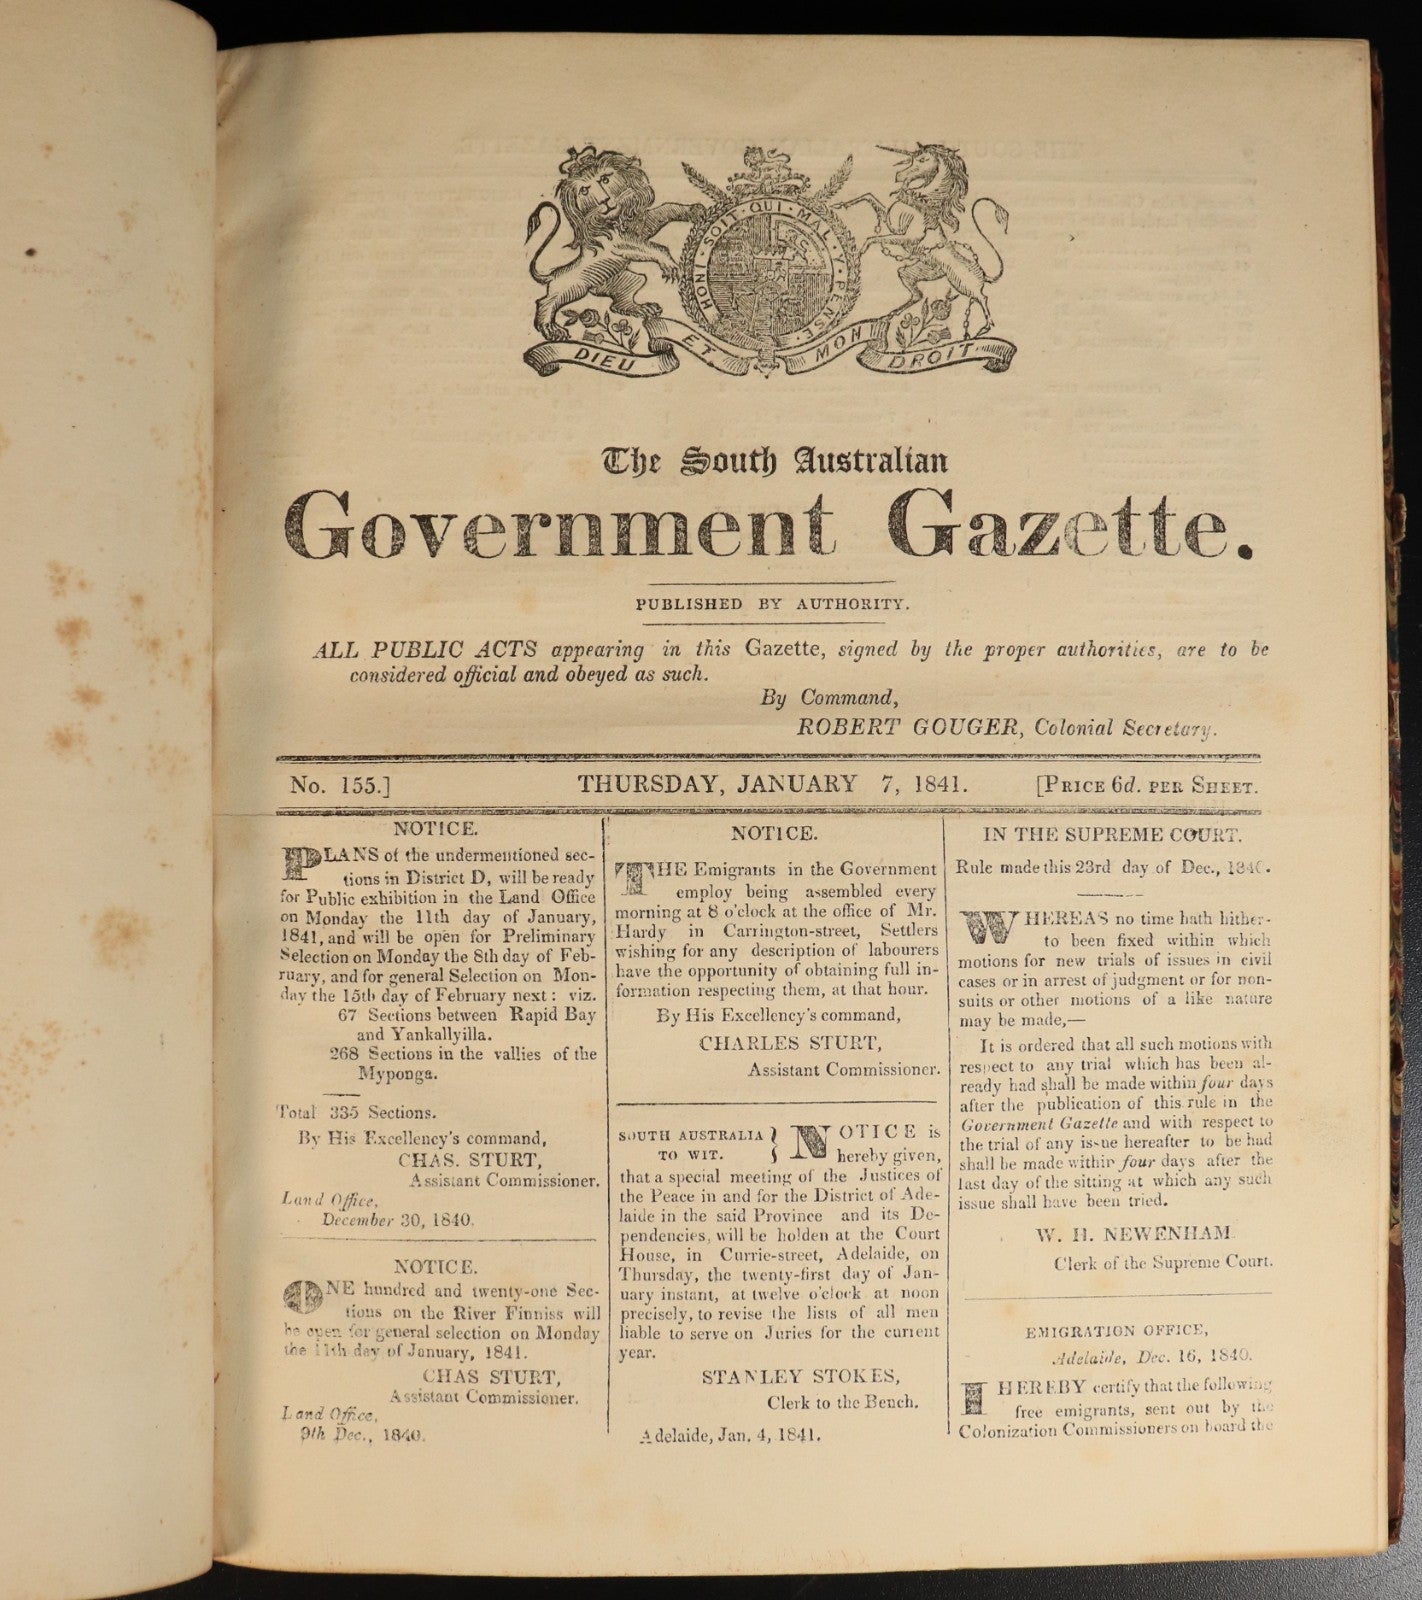 HONI · SOIT · QUI · MAL · Y · PENSE
DIEU ET MON DROIT
The South Australian
Government Gazette.
PUBLISHED BY AUTHORITY.
ALL PUBLIC ACTS appearing in this Gazette, signed by the proper authorities, are to be
considered official and obeyed as such.
By Command,
ROBERT GOUGER, Colonial Secretary.
No. 155.] THURSDAY, JANUARY 7, 1841. [PRICE 6d. PER SHEET.
NOTICE.
PLANS of the undermentioned sec-
tions in District D, will be ready
for Public exhibition in the Land Office
on Monday the 11th day of January,
1841, and will be open for Preliminary
Selection on Monday the 8th day of Feb-
ruary, and for general Selection on Mon-
day the 15th day of February next: viz.
67 Sections between Rapid Bay
and Yankallyilla.
268 Sections in the vallies of the
Myponga.
Total 335 Sections.
By His Excellency's command,
CHAS. STURT,
Assistant Commissioner.
Land Office,
December 30, 1840.
NOTICE.
ONE hundred and twenty-one Sec-
tions on the River Finniss will
be open for general selection on Monday
the 11th day of January, 1841.
CHAS STURT,
Assistant Commissioner.
Land Office,
9th Dec., 1840.
NOTICE.
THE Emigrants in the Government
employ being assembled every
morning at 8 o'clock at the office of Mr.
Hardy in Carrington-street, Settlers
wishing for any description of labourers
have the opportunity of obtaining full in-
formation respecting them, at that hour.
By His Excellency's command,
CHARLES STURT,
Assistant Commissioner.
SOUTH AUSTRALIA } NOTICE is
TO WIT. } hereby given,
that a special meeting of the Justices of
the Peace in and for the District of Ade-
laide in the said Province and its De-
pendencies, will be holden at the Court
House, in Currie-street, Adelaide, on
Thursday, the twenty-first day of Jan-
uary instant, at twelve o'clock at noon
precisely, to revise the lists of all men
liable to serve on Juries for the current
year.
STANLEY STOKES,
Clerk to the Bench.
Adelaide, Jan. 4, 1841.
IN THE SUPREME COURT.
Rule made this 23rd day of Dec., 1840.
WHEREAS no time hath hither-
to been fixed within which
motions for new trials of issues in civil
cases or in arrest of judgment or for non-
suits or other motions of a like nature
may be made,—
It is ordered that all such motions with
respect to any trial which has been al-
ready had shall be made within four days
after the publication of this rule in the
Government Gazette and with respect to
the trial of any issue hereafter to be had
shall be made within four days after the
last day of the sitting at which any such
issue shall have been tried.
W. H. NEWENHAM
Clerk of the Supreme Court.
EMIGRATION OFFICE,
Adelaide, Dec. 16, 1840.
I HEREBY certify that the following
free emigrants, sent out by the
Colonization Commissioners on board the